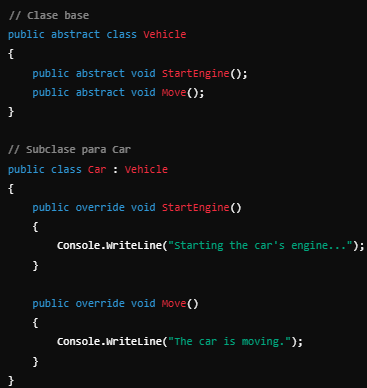 // Clase base
public abstract class Vehicle
{
    public abstract void StartEngine();
    public abstract void Move();
}

// Subclase para Car
public class Car : Vehicle
{
    public override void StartEngine()
    {
        Console.WriteLine("Starting the car's engine...");
    }

    public override void Move()
    {
        Console.WriteLine("The car is moving.");
    }
}